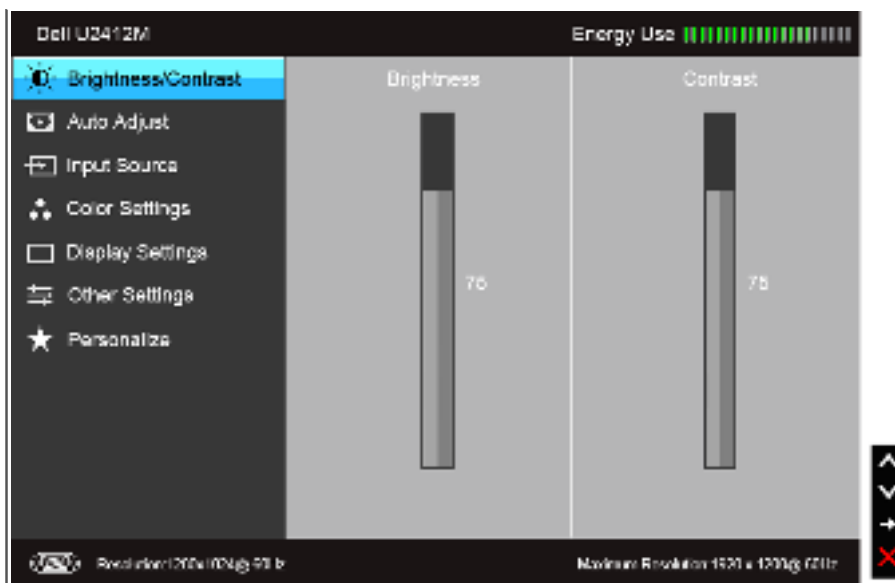 Dell U2412M
Energy Use
Brightness/Contrast
Auto Adjust
Input Source
Color Settings
Display Settings
Other Settings
Personalize
Brightness
75
Contrast
75
Maximum Resolution 1920 x 1200@ 60Hz